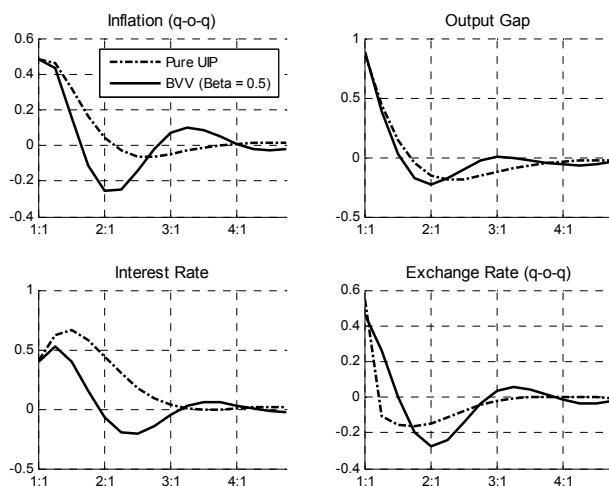 Inflation (q-o-q)
0.6
0.4
0.2
0
-0.2
-0.4
1:1 2:1 3:1 4:1
Pure UIP
BVV (Beta = 0.5)
Output Gap
1
0.5
0
-0.5
1:1 2:1 3:1 4:1
Interest Rate
1
0.5
0
-0.5
1:1 2:1 3:1 4:1
Exchange Rate (q-o-q)
0.6
0.4
0.2
0
-0.2
-0.4
1:1 2:1 3:1 4:1